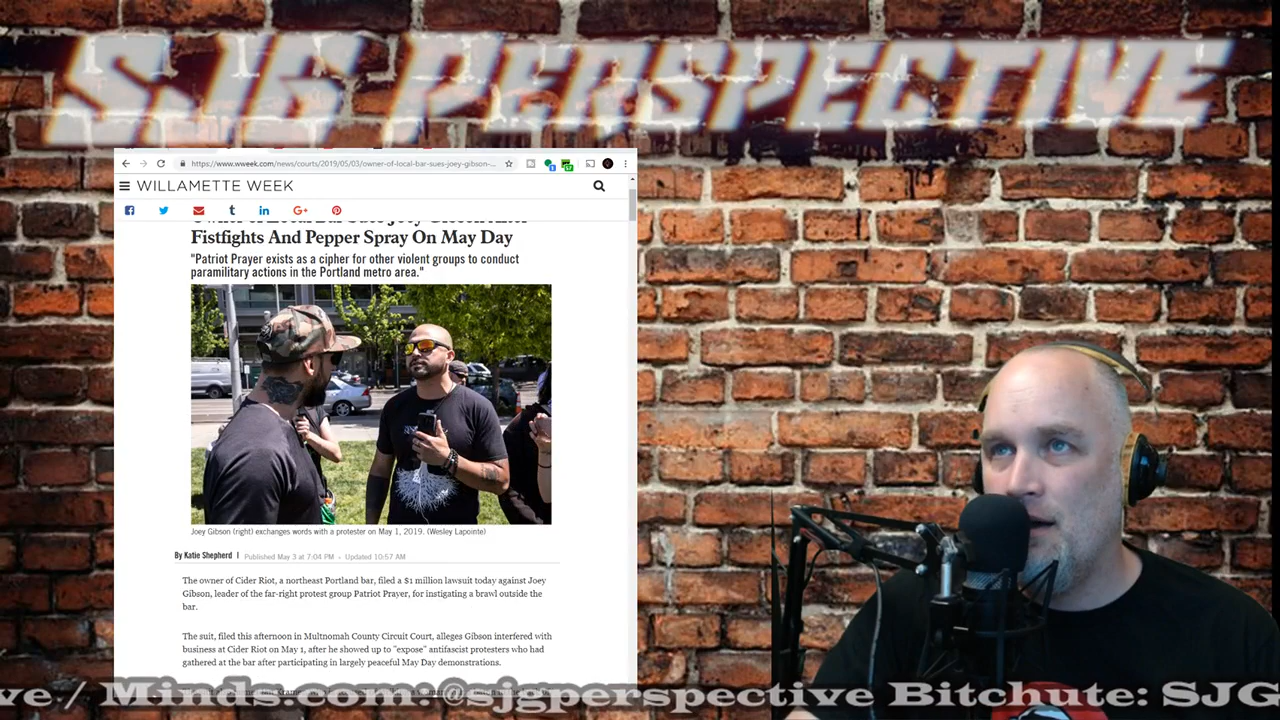 SJG PERSPECTIVE
https://www.wweek.com/news/courts/2019/05/03/owner-of-local-bar-sues-joey-gibson-...
WILLAMETTE WEEK
Owner of Local Bar Sues Joey Gibson After
Fistfights And Pepper Spray On May Day
"Patriot Prayer exists as a cipher for other violent groups to conduct
paramilitary actions in the Portland metro area."
Joey Gibson (right) exchanges words with a protester on May 1, 2019. (Wesley Lapointe)
By Katie Shepherd | Published May 3 at 7:04 PM - Updated 10:57 AM
The owner of Cider Riot, a northeast Portland bar, filed a $1 million lawsuit today against Joey
Gibson, leader of the far-right protest group Patriot Prayer, for instigating a brawl outside the
bar.
The suit, filed this afternoon in Multnomah County Circuit Court, alleges Gibson interfered with
business at Cider Riot on May 1, after he showed up to "expose" antifascist protesters who had
gathered at the bar after participating in largely peaceful May Day demonstrations.
ve / Minds.com:@sjgperspective Bitchute: SJG